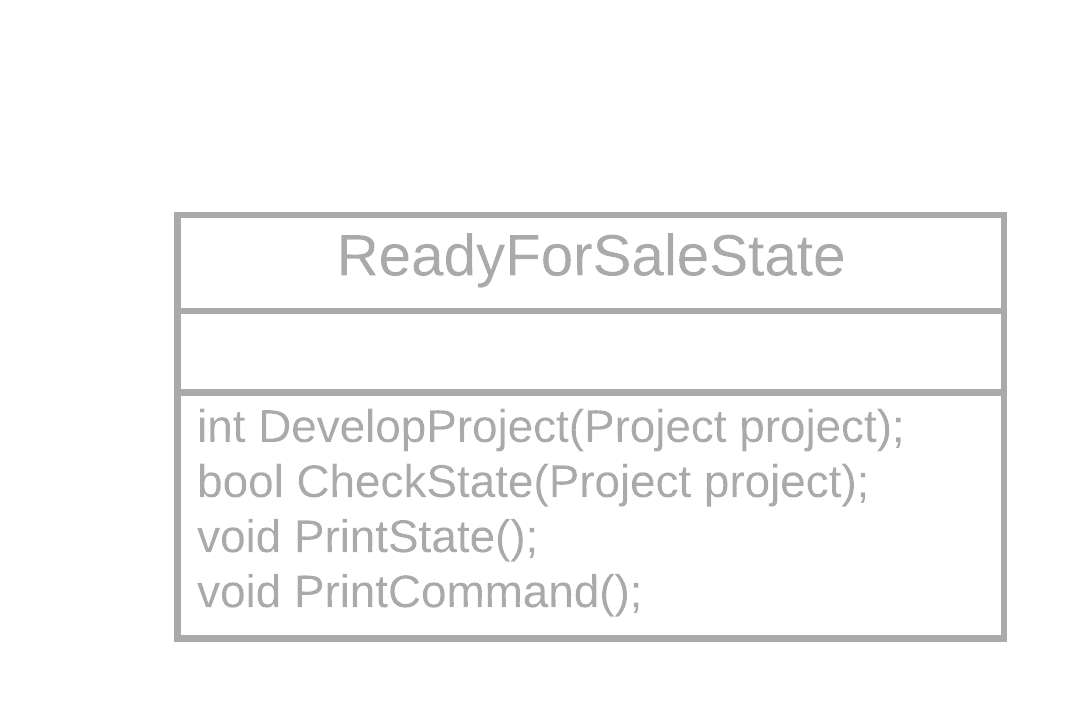 ReadyForSaleState
int DevelopProject(Project project);
bool CheckState(Project project);
void PrintState();
void PrintCommand();